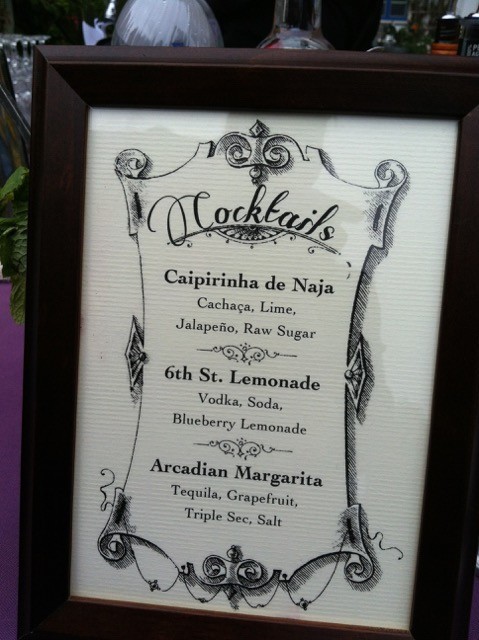 Cocktails
Caipirinha de Naja
Cachaça, Lime,
Jalapeño, Raw Sugar
6th St. Lemonade
Vodka, Soda,
Blueberry Lemonade
Arcadian Margarita
Tequila, Grapefruit,
Triple Sec, Salt